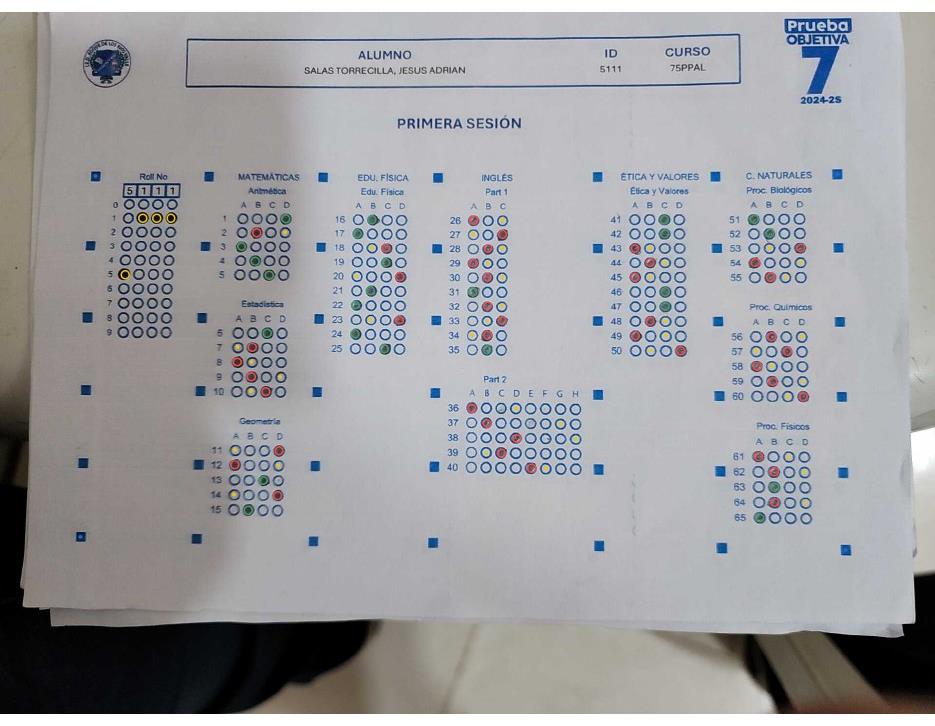 Prueba
OBJETIVA
7
2024-25
ALUMNO ID CURSO
SALAS TORRECILLA, JESUS ADRIAN 5111 75PPAL
PRIMERA SESIÓN
Roll No
5 1 1 1
0
1
2
3
4
5
6
7
8
9
MATEMÁTICAS
Aritmética
A B C D
1
2
3
4
5
Estadística
A B C D
6
7
8
9
10
Geometría
A B C D
11
12
13
14
15
EDU. FÍSICA
Edu. Física
A B C D
16
17
18
19
20
21
22
23
24
25
INGLÉS
Part 1
A B C
26
27
28
29
30
31
32
33
34
35
Part 2
A B C D E F G H
36
37
38
39
40
ÉTICA Y VALORES
Ética y Valores
A B C D
41
42
43
44
45
46
47
48
49
50
C. NATURALES
Proc. Biológicos
A B C D
51
52
53
54
55
Proc. Químicos
A B C D
56
57
58
59
60
Proc. Físicos
A B C D
61
62
63
64
65